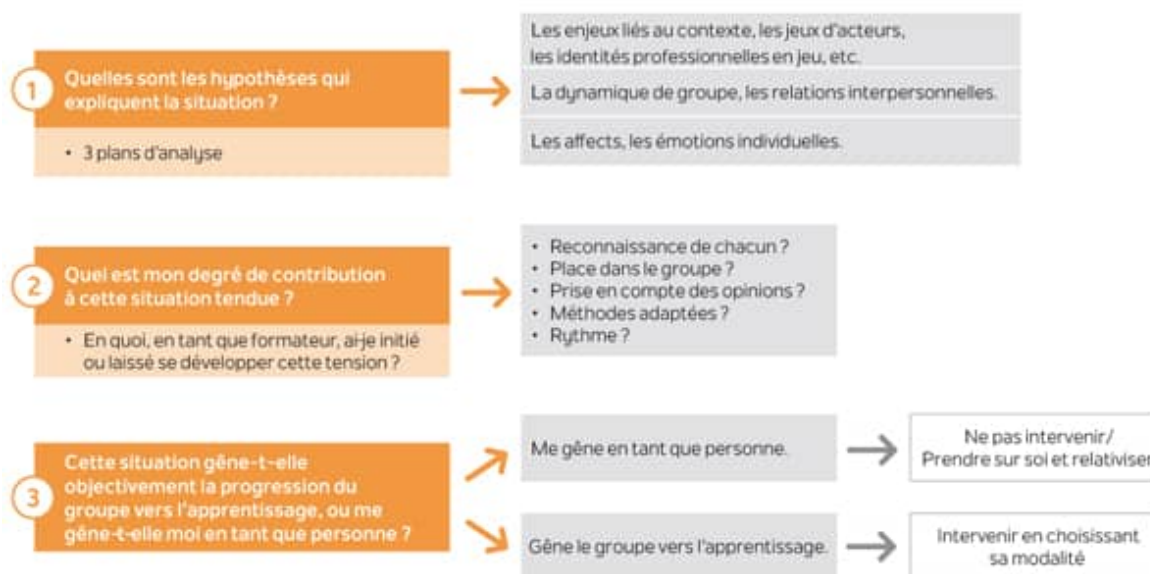 1
Quelles sont les hypothèses qui
expliquent la situation ?
• 3 plans d'analyse
Les enjeux liés au contexte, les jeux d'acteurs,
les identités professionnelles en jeu, etc.
La dynamique de groupe, les relations interpersonnelles.
Les affects, les émotions individuelles.
2
Quel est mon degré de contribution
à cette situation tendue ?
• En quoi, en tant que formateur, ai-je initié
ou laissé se développer cette tension ?
• Reconnaissance de chacun ?
• Place dans le groupe ?
• Prise en compte des opinions ?
• Méthodes adaptées ?
• Rythme ?
3
Cette situation gêne-t-elle
objectivement la progression du
groupe vers l'apprentissage, ou me
gêne-t-elle moi en tant que personne ?
Me gêne en tant que personne.
Ne pas intervenir/
Prendre sur soi et relativiser
Gêne le groupe vers l'apprentissage.
Intervenir en choisissant
sa modalité